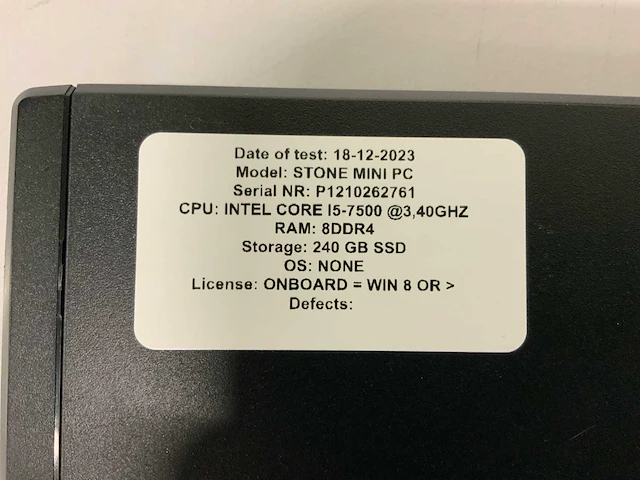 Date of test: 18-12-2023
Model: STONE MINI PC
Serial NR: P1210262761
CPU: INTEL CORE I5-7500 @3,40GHZ
RAM: 8DDR4
Storage: 240 GB SSD
OS: NONE
License: ONBOARD = WIN 8 OR >
Defects: